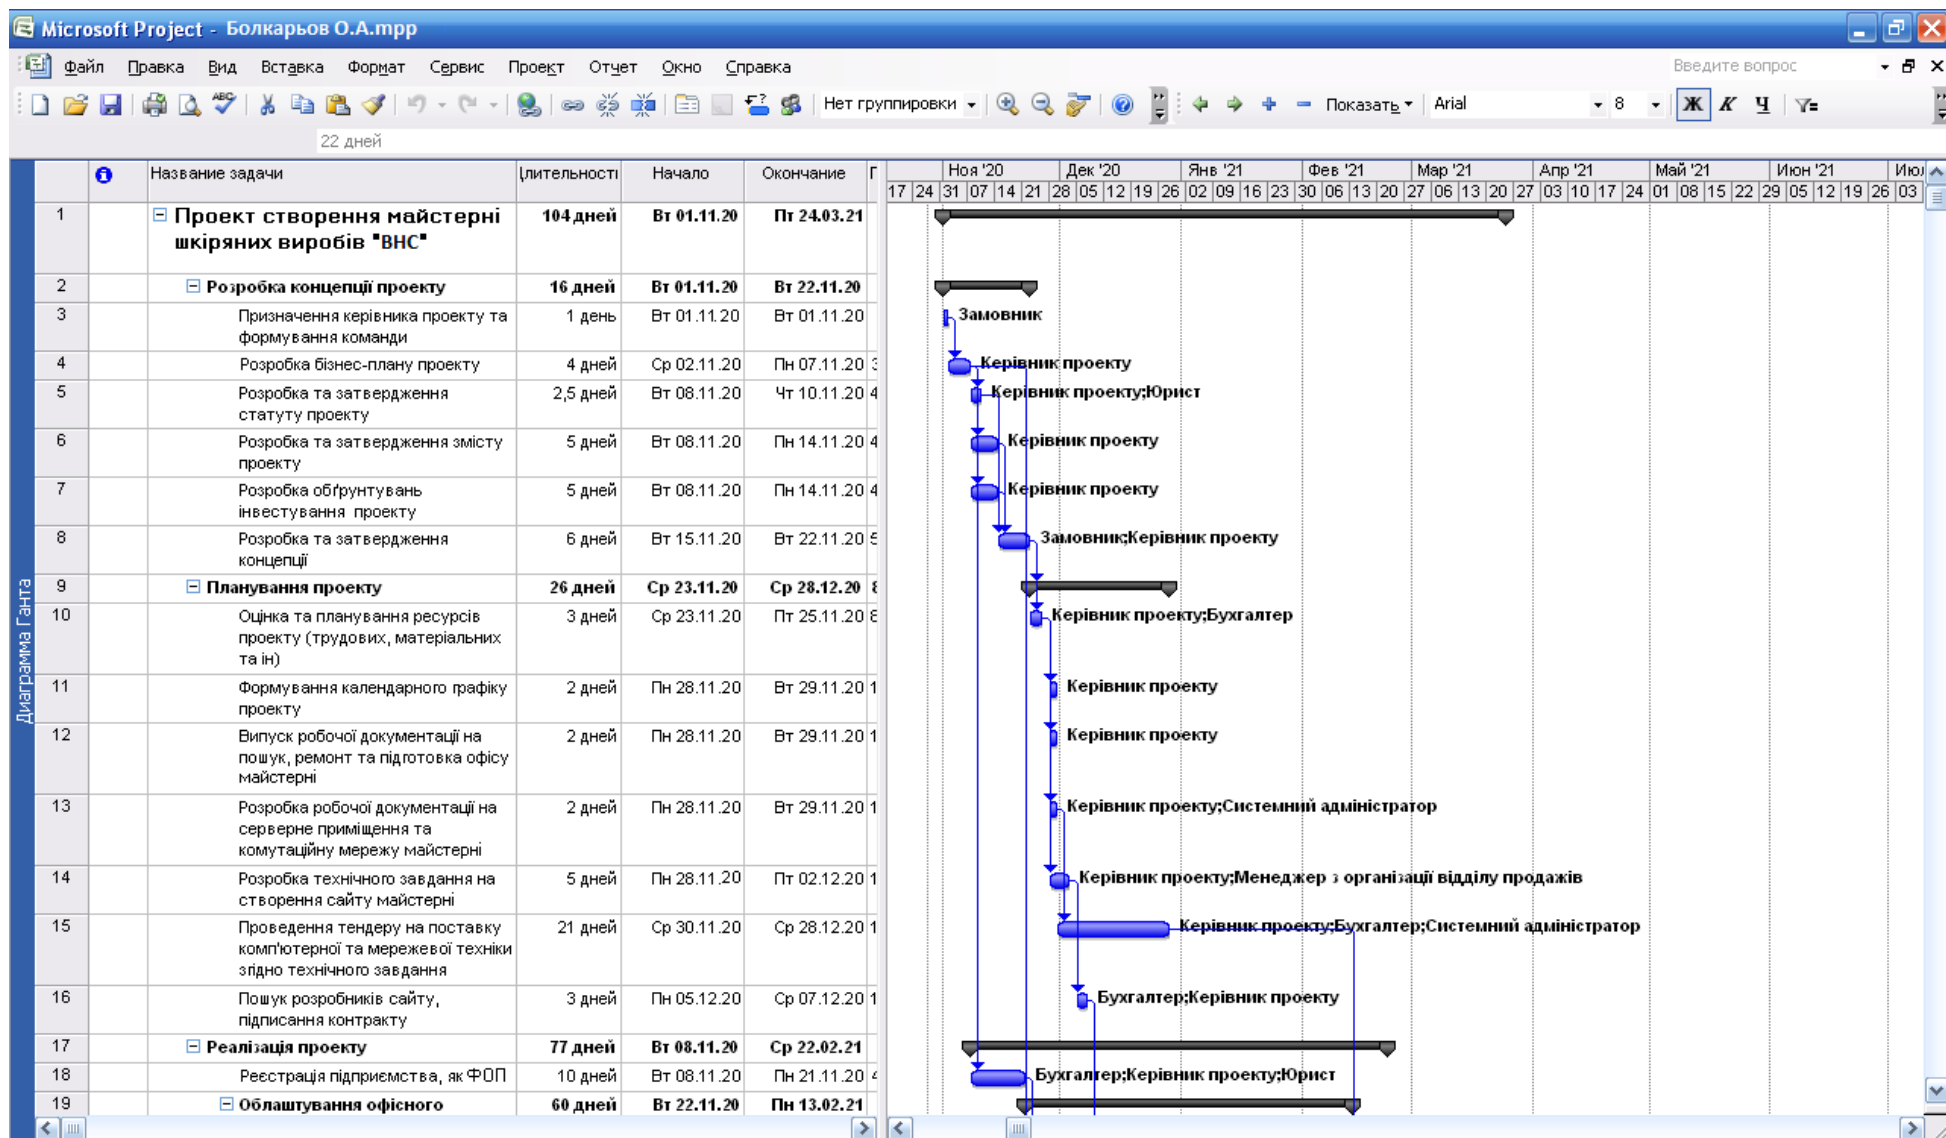 Microsoft Project - Болкарьов О.А.mpp
Файл Правка Вид Вставка Формат Сервис Проект Отчет Окно Справка Введите вопрос
Нет группировки Показать Arial 8 Ж К Ч
22 дней
Название задачи Длительность Начало Окончание П
Ноя '20 Дек '20 Янв '21 Фев '21 Мар '21 Апр '21 Май '21 Июн '21 Июл
17 24 31 07 14 21 28 05 12 19 26 02 09 16 23 30 06 13 20 27 06 13 20 27 03 10 17 24 01 08 15 22 29 05 12 19 26 03
1 Проект створення майстерні 104 дней Вт 01.11.20 Пт 24.03.21
шкіряних виробів "ВНС"
2 Розробка концепції проекту 16 дней Вт 01.11.20 Вт 22.11.20
3 Призначення керівника проекту та 1 день Вт 01.11.20 Вт 01.11.20 Замовник
формування команди
4 Розробка бізнес-плану проекту 4 дней Ср 02.11.20 Пн 07.11.20 3 Керівник проекту
5 Розробка та затвердження 2,5 дней Вт 08.11.20 Чт 10.11.20 4 Керівник проекту;Юрист
статуту проекту
6 Розробка та затвердження змісту 5 дней Вт 08.11.20 Пн 14.11.20 4 Керівник проекту
проекту
7 Розробка обґрунтувань 5 дней Вт 08.11.20 Пн 14.11.20 4 Керівник проекту
інвестування проекту
8 Розробка та затвердження 6 дней Вт 15.11.20 Вт 22.11.20 5 Замовник;Керівник проекту
концепції
9 Планування проекту 26 дней Ср 23.11.20 Ср 28.12.20 8
10 Оцінка та планування ресурсів 3 дней Ср 23.11.20 Пт 25.11.20 8 Керівник проекту;Бухгалтер
проекту (трудових, матеріальних
та ін)
11 Формування календарного графіку 2 дней Пн 28.11.20 Вт 29.11.20 1 Керівник проекту
проекту
12 Випуск робочої документації на 2 дней Пн 28.11.20 Вт 29.11.20 1 Керівник проекту
пошук, ремонт та підготовка офісу
майстерні
13 Розробка робочої документації на 2 дней Пн 28.11.20 Вт 29.11.20 1 Керівник проекту;Системний адміністратор
серверне приміщення та
комутаційну мережу майстерні
14 Розробка технічного завдання на 5 дней Пн 28.11.20 Пт 02.12.20 1 Керівник проекту;Менеджер з організації відділу продажів
створення сайту майстерні
15 Проведення тендеру на поставку 21 дней Ср 30.11.20 Ср 28.12.20 1 Керівник проекту;Бухгалтер;Системний адміністратор
комп'ютерної та мережевої техніки
згідно технічного завдання
16 Пошук розробників сайту, 3 дней Пн 05.12.20 Ср 07.12.20 1 Бухгалтер;Керівник проекту
підписання контракту
17 Реалізація проекту 77 дней Вт 08.11.20 Ср 22.02.21
18 Реєстрація підприємства, як ФОП 10 дней Вт 08.11.20 Пн 21.11.20 4 Бухгалтер;Керівник проекту;Юрист
19 Облаштування офісного 60 дней Вт 22.11.20 Пн 13.02.21
Диаграмма Ганта